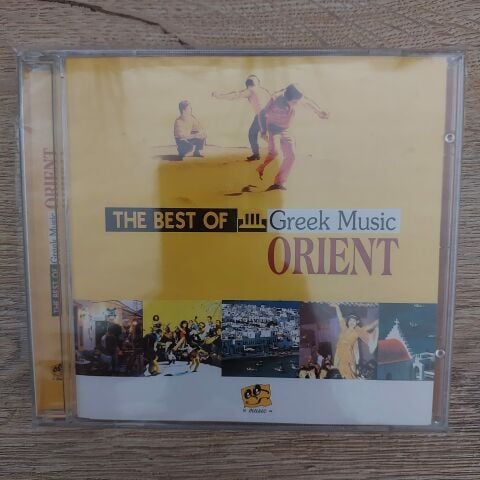 THE BEST OF Greek Music
ORIENT
THE BEST OF Greek Music ORIENT
music